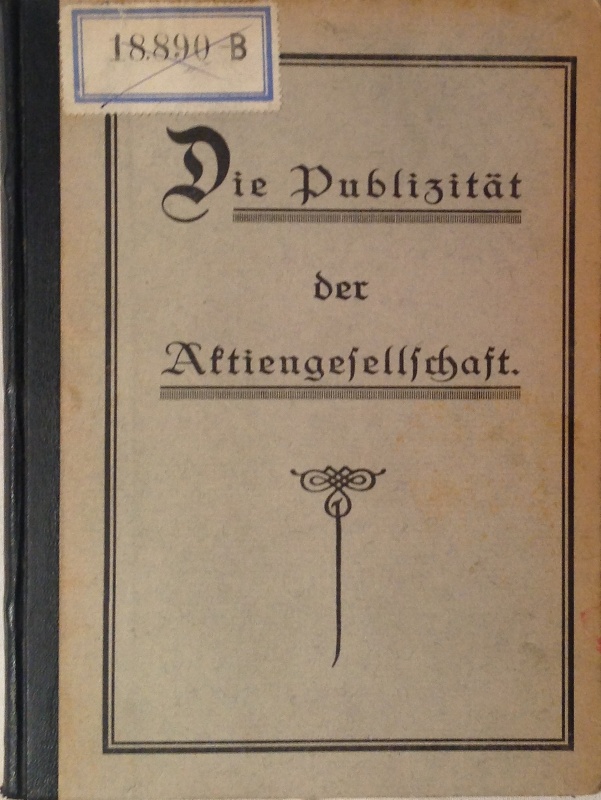 18.890 B
Die Publizität
der
Aktiengeſellſchaft.